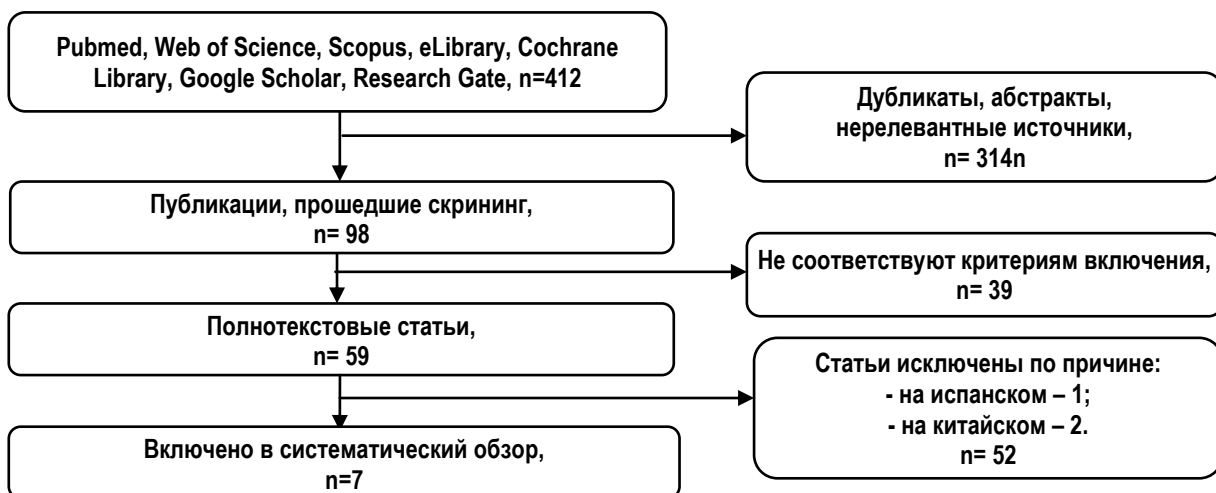 Pubmed, Web of Science, Scopus, eLibrary, Cochrane
Library, Google Scholar, Research Gate, n=412
Дубликаты, абстракты,
нерелевантные источники,
n= 314n
Публикации, прошедшие скрининг,
n= 98
Не соответствуют критериям включения,
n= 39
Полнотекстовые статьи,
n= 59
Статьи исключены по причине:
- на испанском – 1;
- на китайском – 2.
n= 52
Включено в систематический обзор,
n=7